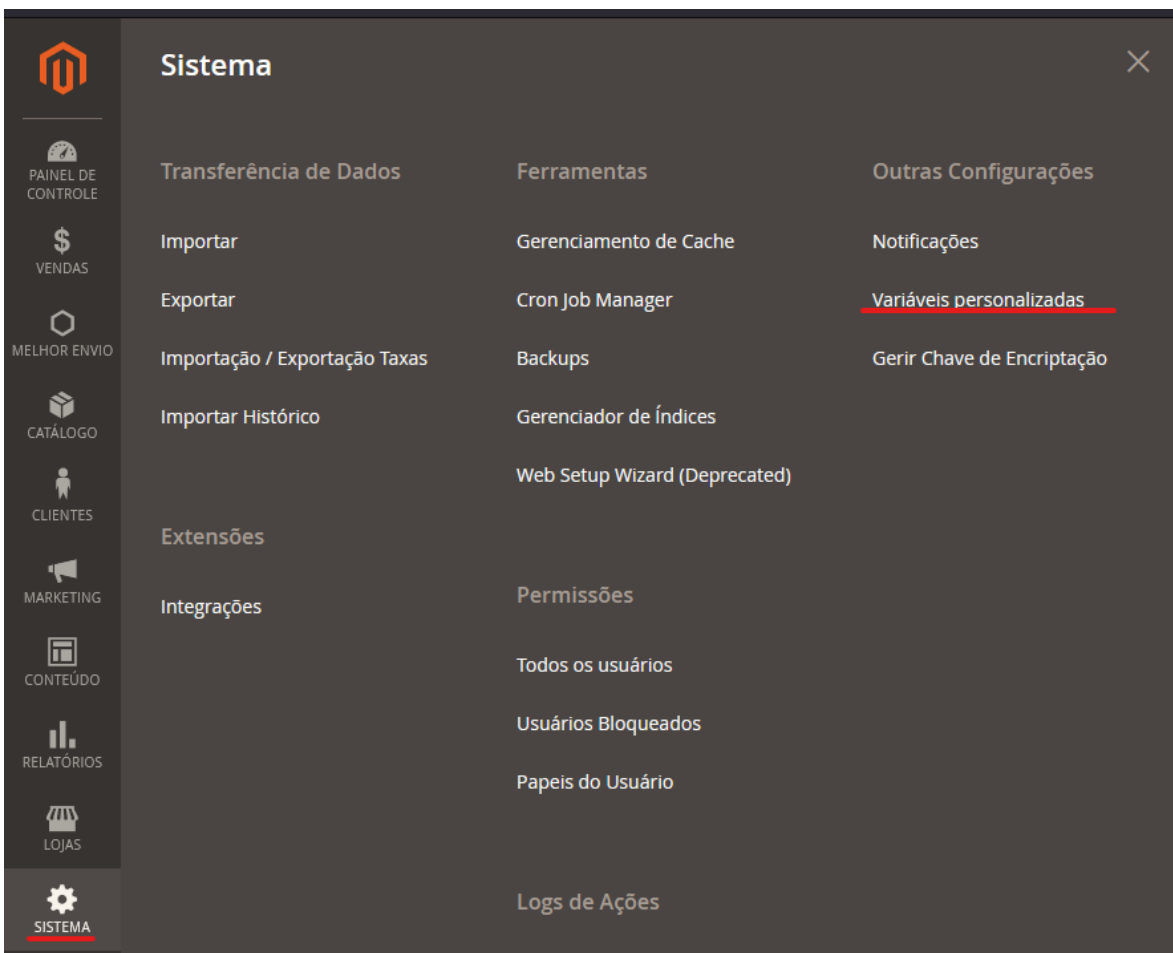 Sistema
PAINEL DE
CONTROLE
VENDAS
MELHOR ENVIO
CATÁLOGO
CLIENTES
MARKETING
CONTEÚDO
RELATÓRIOS
LOJAS
SISTEMA
Transferência de Dados
Importar
Exportar
Importação / Exportação Taxas
Importar Histórico
Extensões
Integrações
Ferramentas
Gerenciamento de Cache
Cron Job Manager
Backups
Gerenciador de Índices
Web Setup Wizard (Deprecated)
Permissões
Todos os usuários
Usuários Bloqueados
Papeis do Usuário
Logs de Ações
Outras Configurações
Notificações
Variáveis personalizadas
Gerir Chave de Encriptação